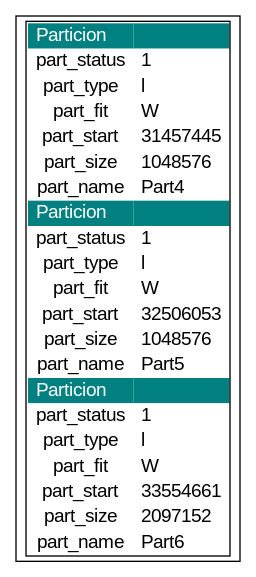 Particion
part_status 1
part_type l
part_fit W
part_start 31457445
part_size 1048576
part_name Part4
Particion
part_status 1
part_type l
part_fit W
part_start 32506053
part_size 1048576
part_name Part5
Particion
part_status 1
part_type l
part_fit W
part_start 33554661
part_size 2097152
part_name Part6